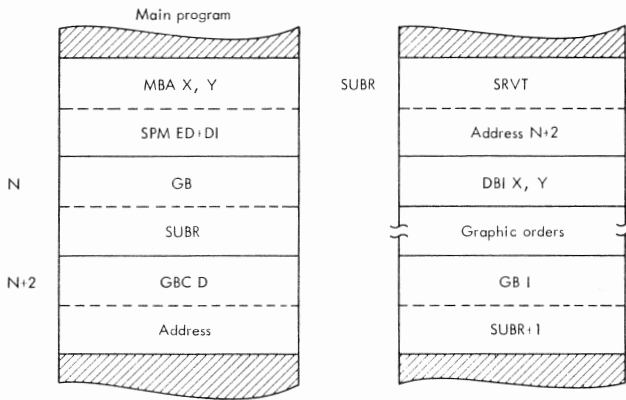 Main program
MBA X, Y
SPM ED+DI
N
GB
SUBR
N+2
GBC D
Address
SUBR
SRVT
Address N+2
DBI X, Y
Graphic orders
GB I
SUBR+1